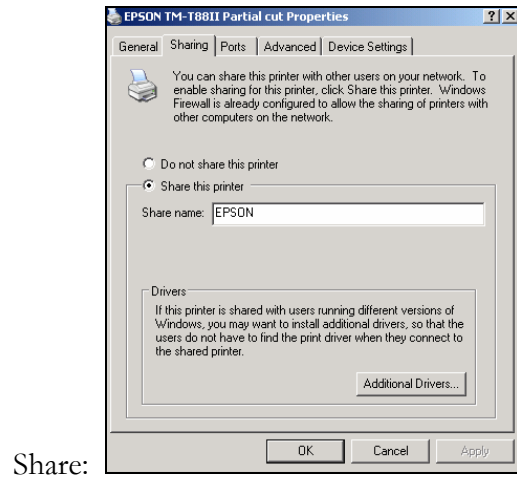 EPSON TM-T88II Partial cut Properties
General Sharing Ports Advanced Device Settings
You can share this printer with other users on your network. To
enable sharing for this printer, click Share this printer. Windows
Firewall is already configured to allow the sharing of printers with
other computers on the network.
Do not share this printer
Share this printer
Share name: EPSON
Drivers
If this printer is shared with users running different versions of
Windows, you may want to install additional drivers, so that the
users do not have to find the print driver when they connect to
the shared printer.
Additional Drivers...
OK Cancel Apply
Share: